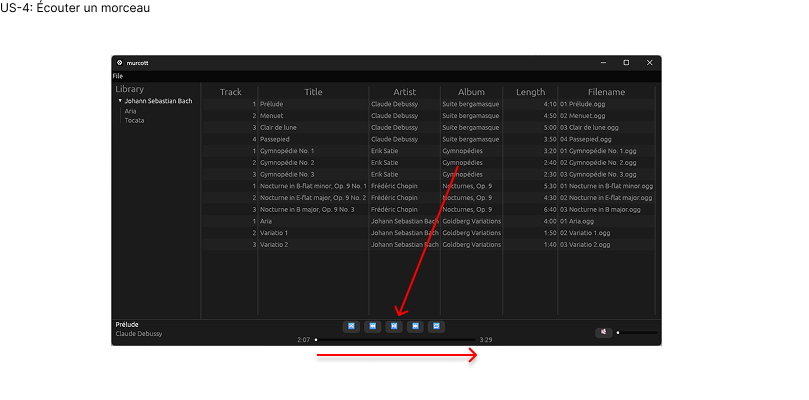 US-4: Écouter un morceau
murcott
File
Library
Johann Sebastian Bach
Aria
Tocata
Track Title Artist Album Length Filename
1 Prélude Claude Debussy Suite bergamasque 4:10 01 Prélude.ogg
2 Menuet Claude Debussy Suite bergamasque 4:50 02 Menuet.ogg
3 Clair de lune Claude Debussy Suite bergamasque 5:00 03 Clair de lune.ogg
4 Passepied Claude Debussy Suite bergamasque 3:50 04 Passepied.ogg
1 Gymnopédie No. 1 Erik Satie Gymnopédies 3:20 01 Gymnopédie No. 1.ogg
2 Gymnopédie No. 2 Erik Satie Gymnopédies 2:40 02 Gymnopédie No. 2.ogg
3 Gymnopédie No. 3 Erik Satie Gymnopédies 2:30 03 Gymnopédie No. 3.ogg
1 Nocturne in B-flat minor, Op. 9 No. 1 Frédéric Chopin Nocturnes, Op. 9 5:30 01 Nocturne in B-flat minor.ogg
2 Nocturne in E-flat major, Op. 9 No. 2 Frédéric Chopin Nocturnes, Op. 9 4:30 02 Nocturne in E-flat major.ogg
3 Nocturne in B major, Op. 9 No. 3 Frédéric Chopin Nocturnes, Op. 9 6:40 03 Nocturne in B major.ogg
1 Aria Johann Sebastian Bach Goldberg Variations 4:00 01 Aria.ogg
2 Variatio 1 Johann Sebastian Bach Goldberg Variations 1:50 02 Variatio 1.ogg
3 Variatio 2 Johann Sebastian Bach Goldberg Variations 1:40 03 Variatio 2.ogg
Prélude
Claude Debussy
2:07 3:29